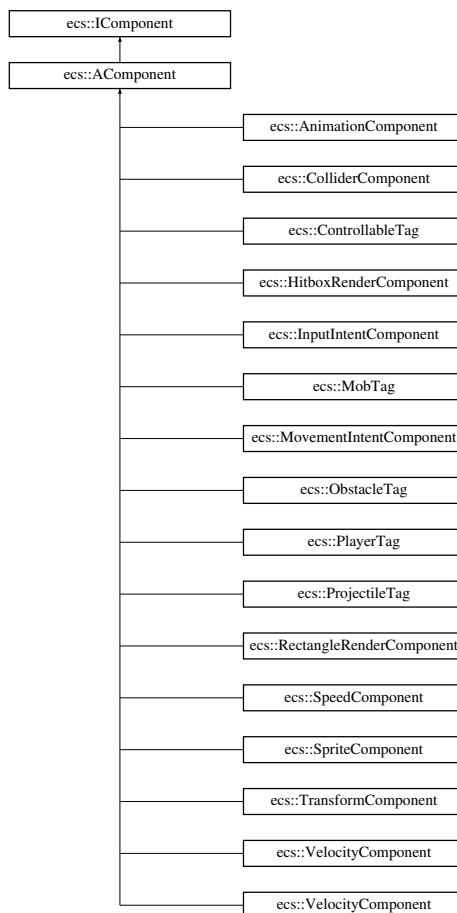 ecs::IComponent
ecs::AComponent
ecs::AnimationComponent
ecs::ColliderComponent
ecs::ControllableTag
ecs::HitboxRenderComponent
ecs::InputIntentComponent
ecs::MobTag
ecs::MovementIntentComponent
ecs::ObstacleTag
ecs::PlayerTag
ecs::ProjectileTag
ecs::RectangleRenderComponent
ecs::SpeedComponent
ecs::SpriteComponent
ecs::TransformComponent
ecs::VelocityComponent
ecs::VelocityComponent